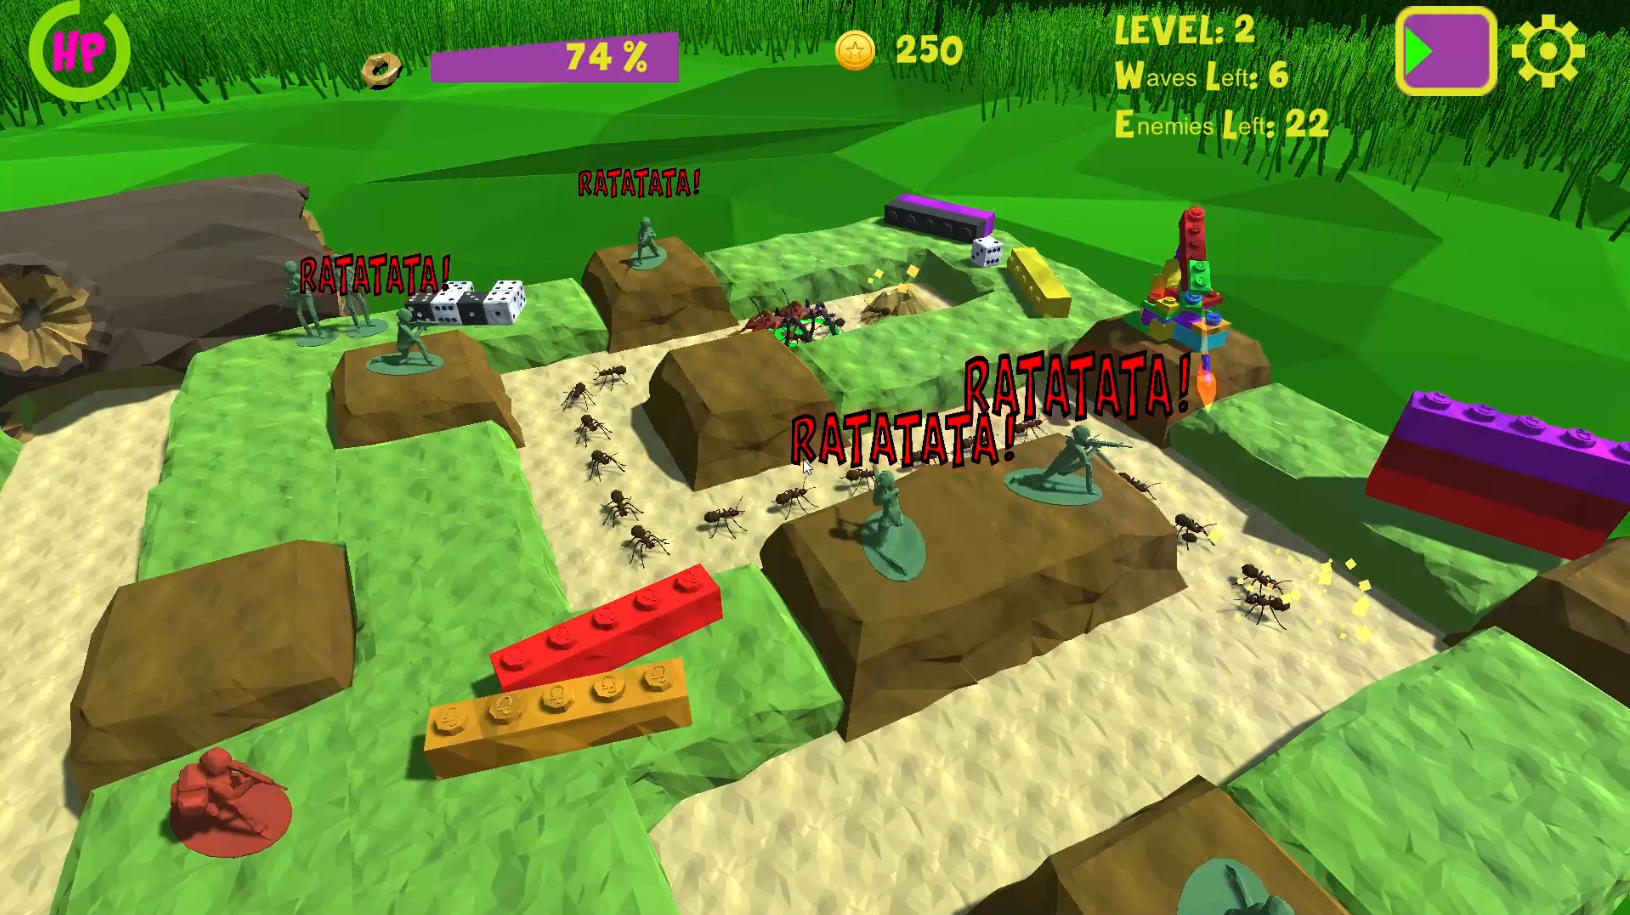 HP
74 %
250
LEVEL: 2
Waves Left: 6
Enemies Left: 22
RATATATA!
RATATATA!
RATATATA!
RATATATA!